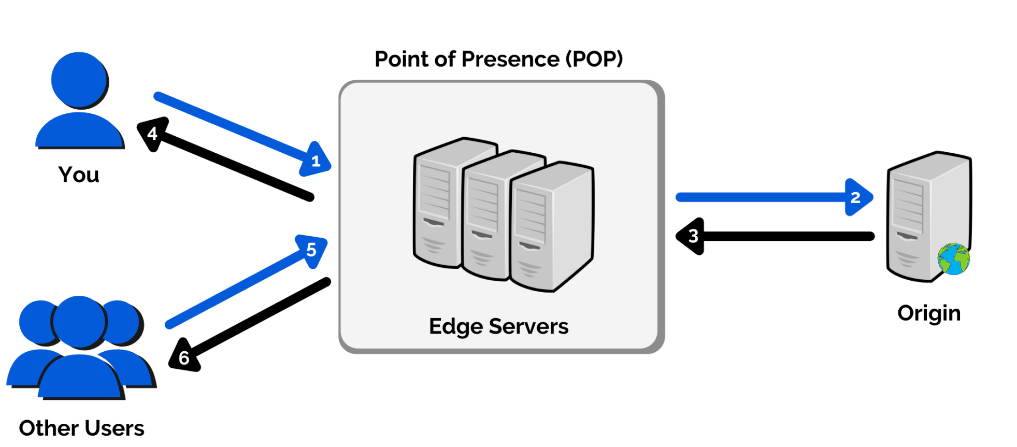 Point of Presence (POP)
1
4
You
2
3
5
6
Edge Servers
Origin
Other Users